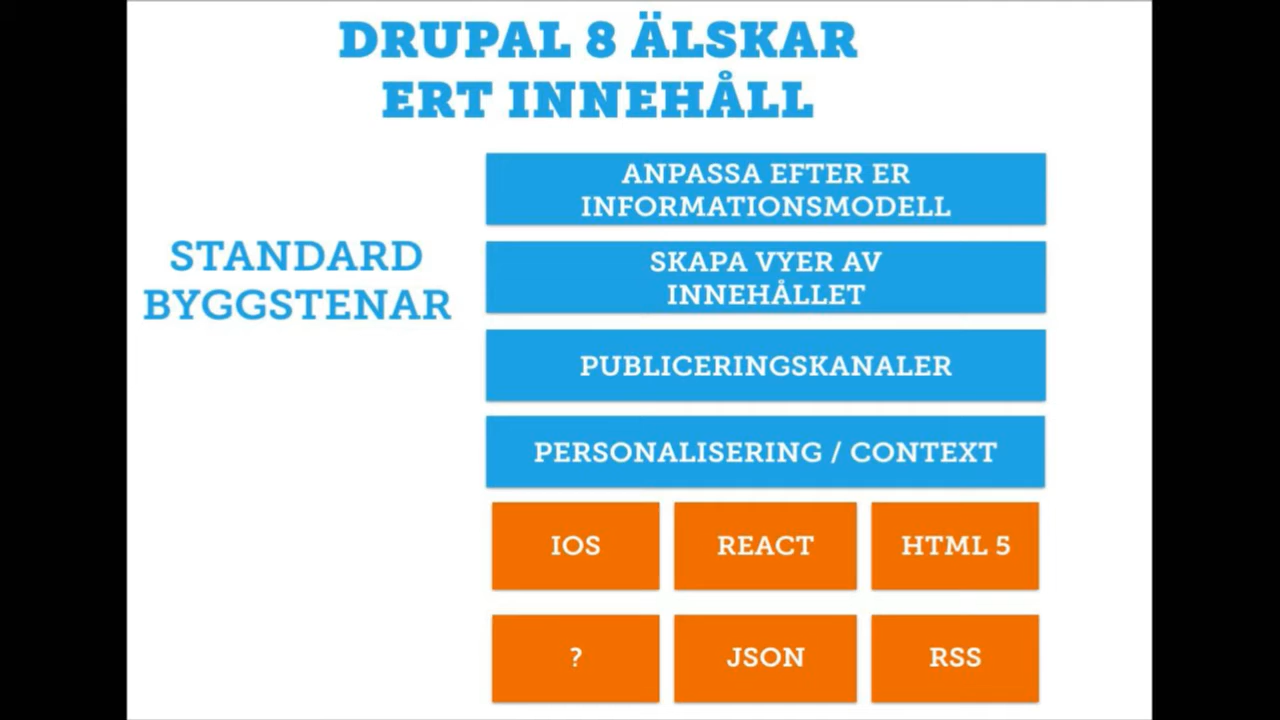 DRUPAL 8 ÄLSKAR
ERT INNEHÅLL
STANDARD
BYGGSTENAR
ANPASSA EFTER ER
INFORMATIONSMODELL
SKAPA VYER AV
INNEHÅLLET
PUBLICERINGSKANALER
PERSONALISERING / CONTEXT
IOS
REACT
HTML 5
?
JSON
RSS